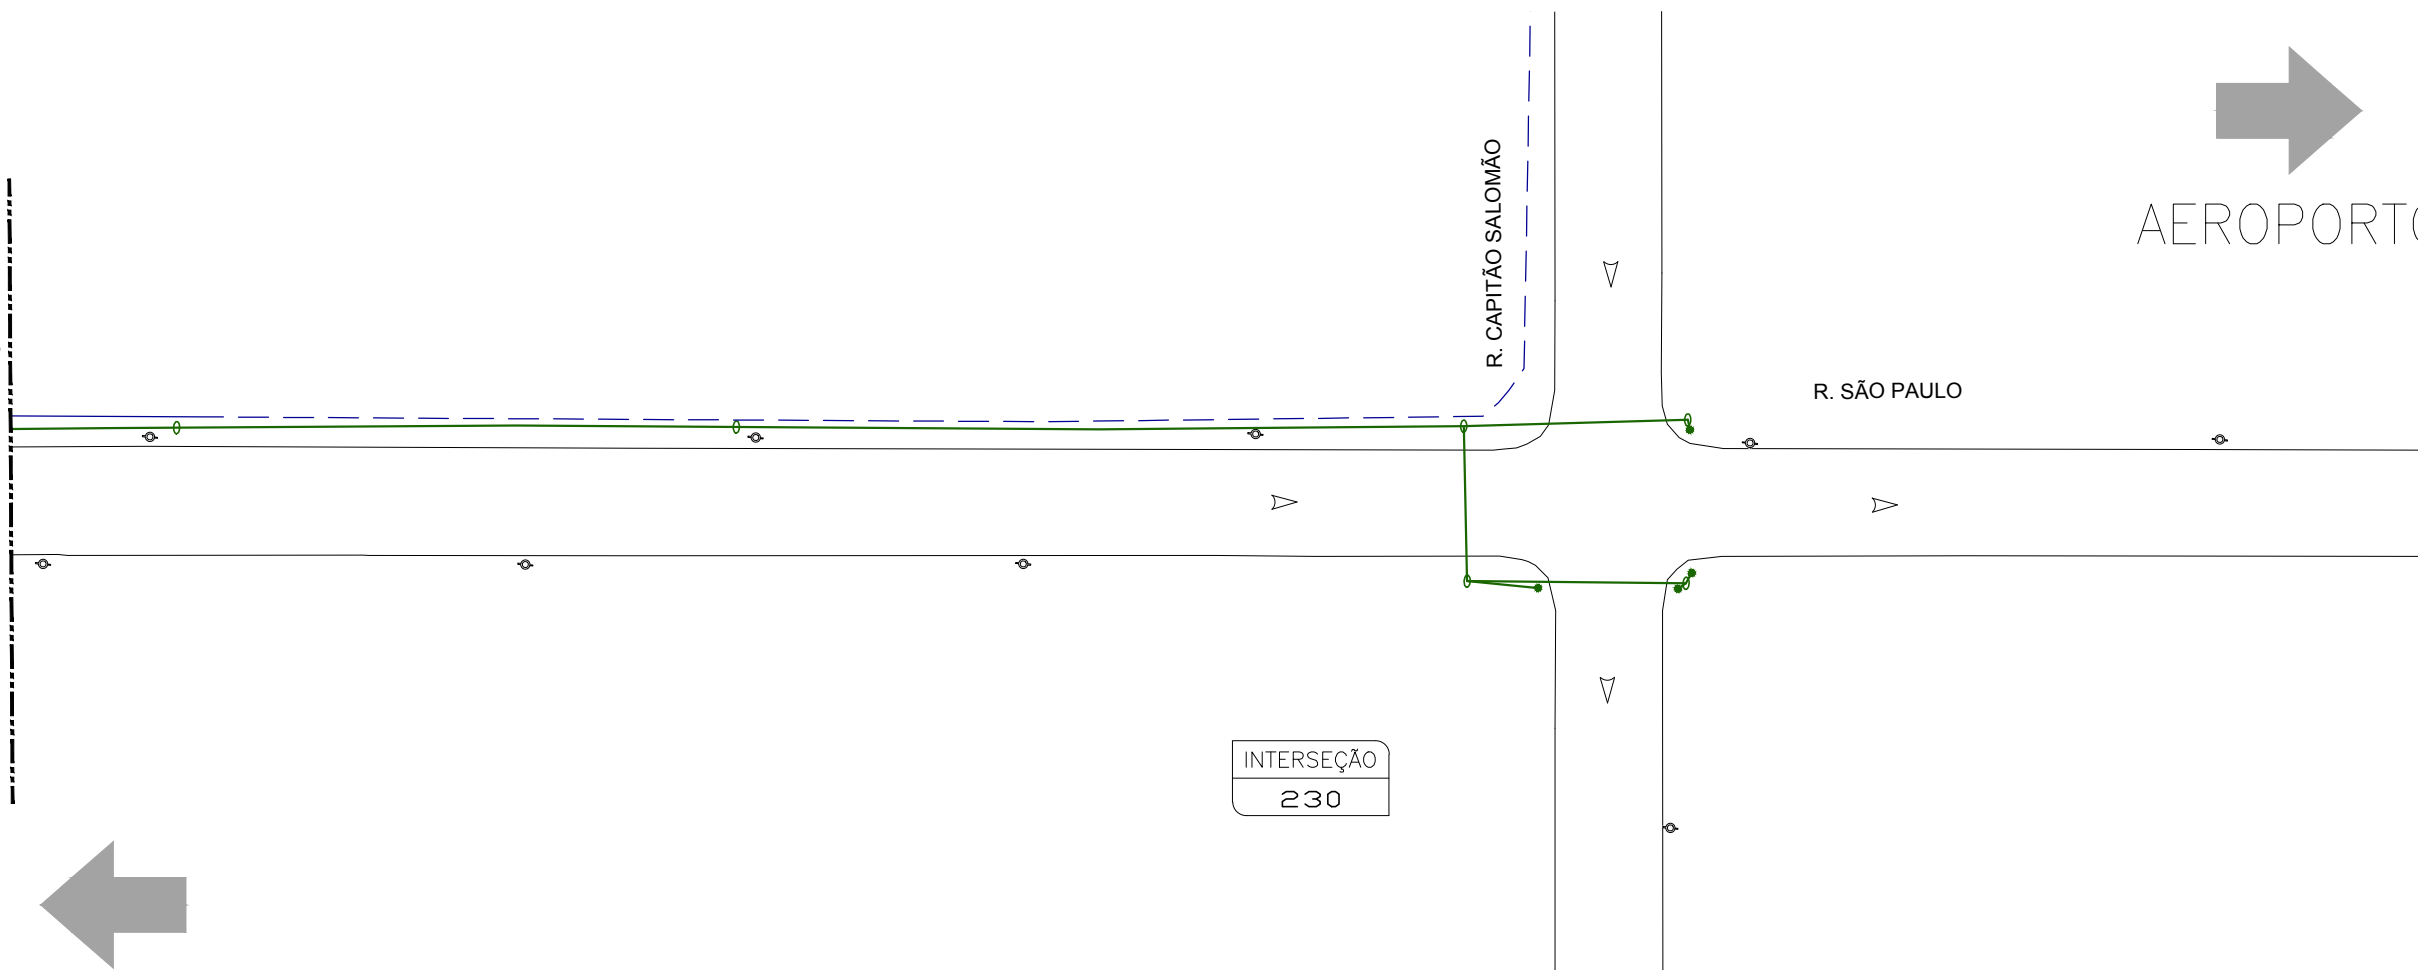 AEROPORTO
R. CAPITÃO SALOMÃO
R. SÃO PAULO
INTERSEÇÃO
230